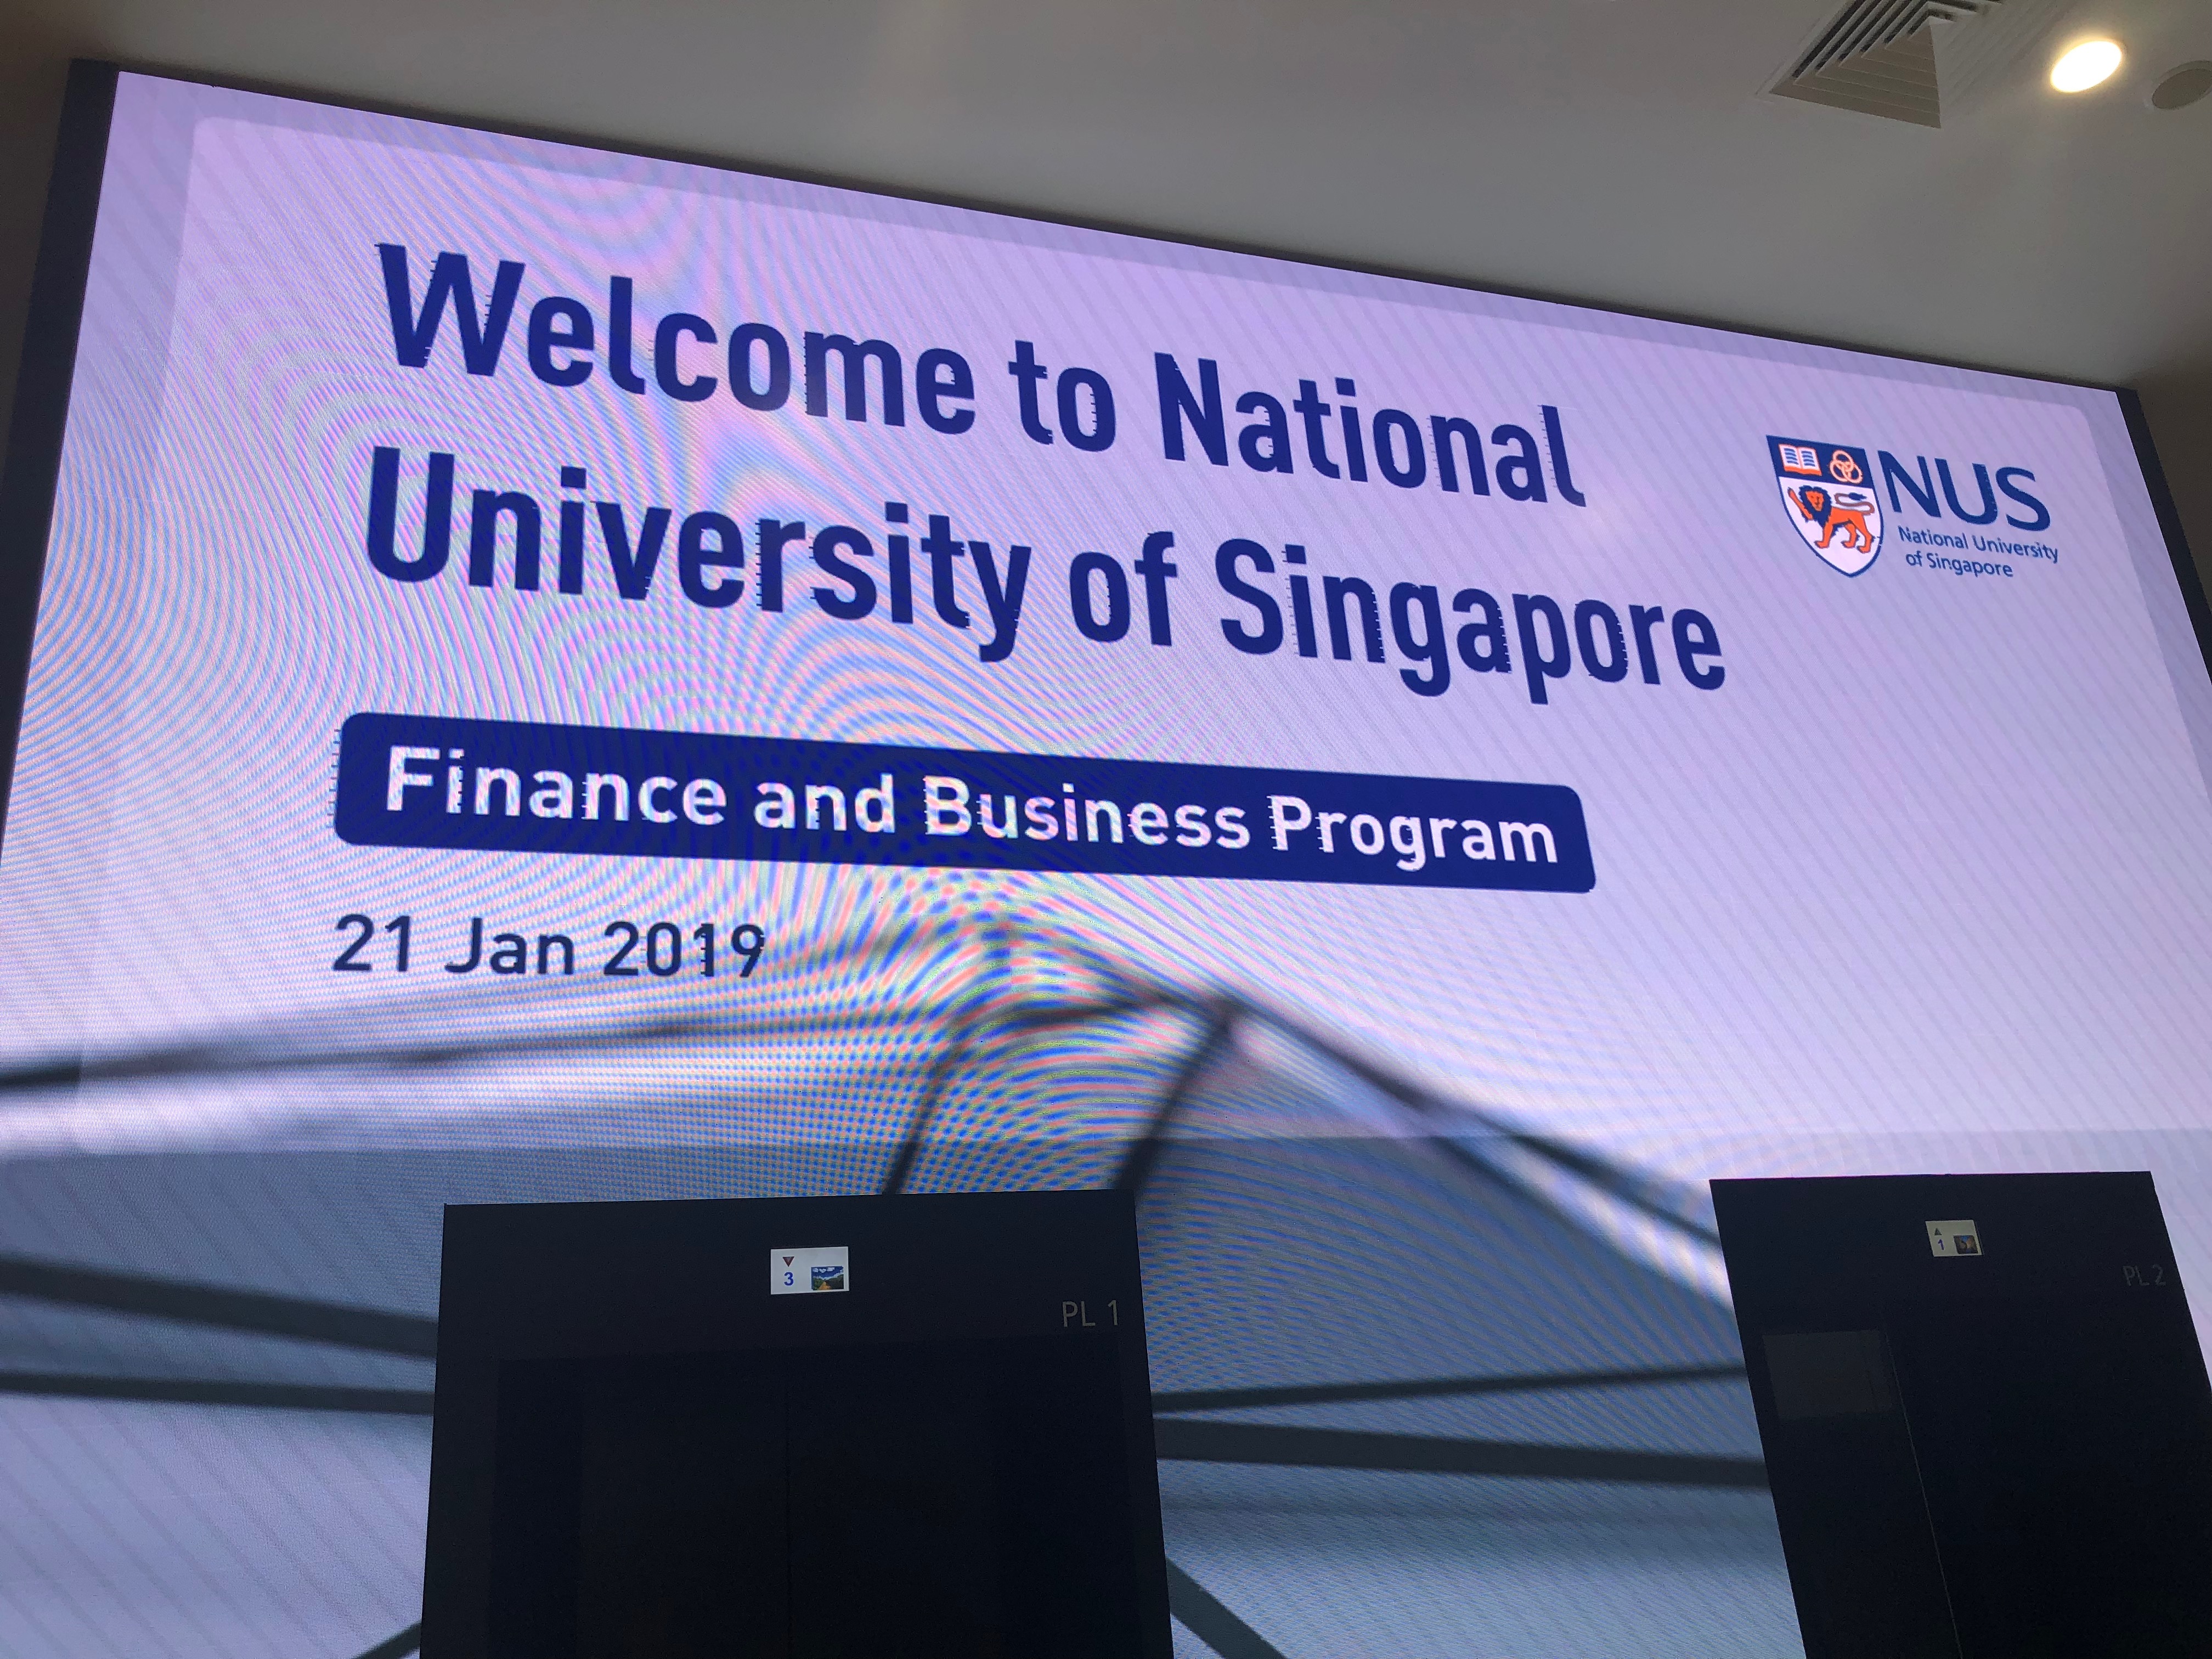 Welcome to National
University of Singapore
NUS
National University
of Singapore
Finance and Business Program
21 Jan 2019
3
PL 1
1
PL 2